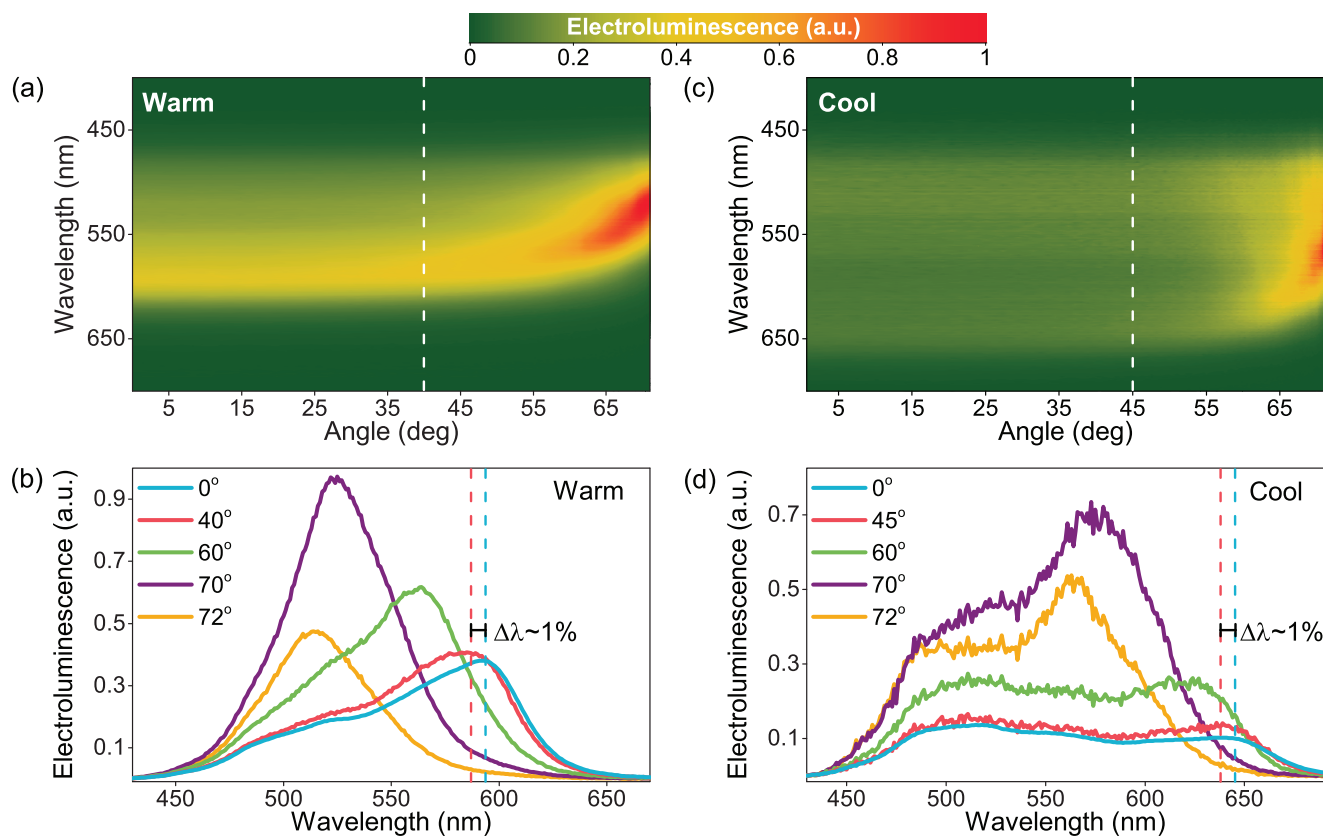 Electroluminescence (a.u.)
0 0.2 0.4 0.6 0.8 1
(a)
Warm
Wavelength (nm)
450
550
650
5 15 25 35 45 55 65
Angle (deg)
(c)
Cool
Wavelength (nm)
450
550
650
5 15 25 35 45 55 65
Angle (deg)
(b)
Warm
Electroluminescence (a.u.)
0.9
0.7
0.5
0.3
0.1
0°
40°
60°
70°
72°
Δλ~1%
450 500 550 600 650
Wavelength (nm)
(d)
Cool
Electroluminescence (a.u.)
0.7
0.5
0.3
0.1
0°
45°
60°
70°
72°
Δλ~1%
450 500 550 600 650
Wavelength (nm)